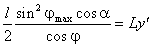 l/2 sin² φmax cos α / cos φ = Ly'